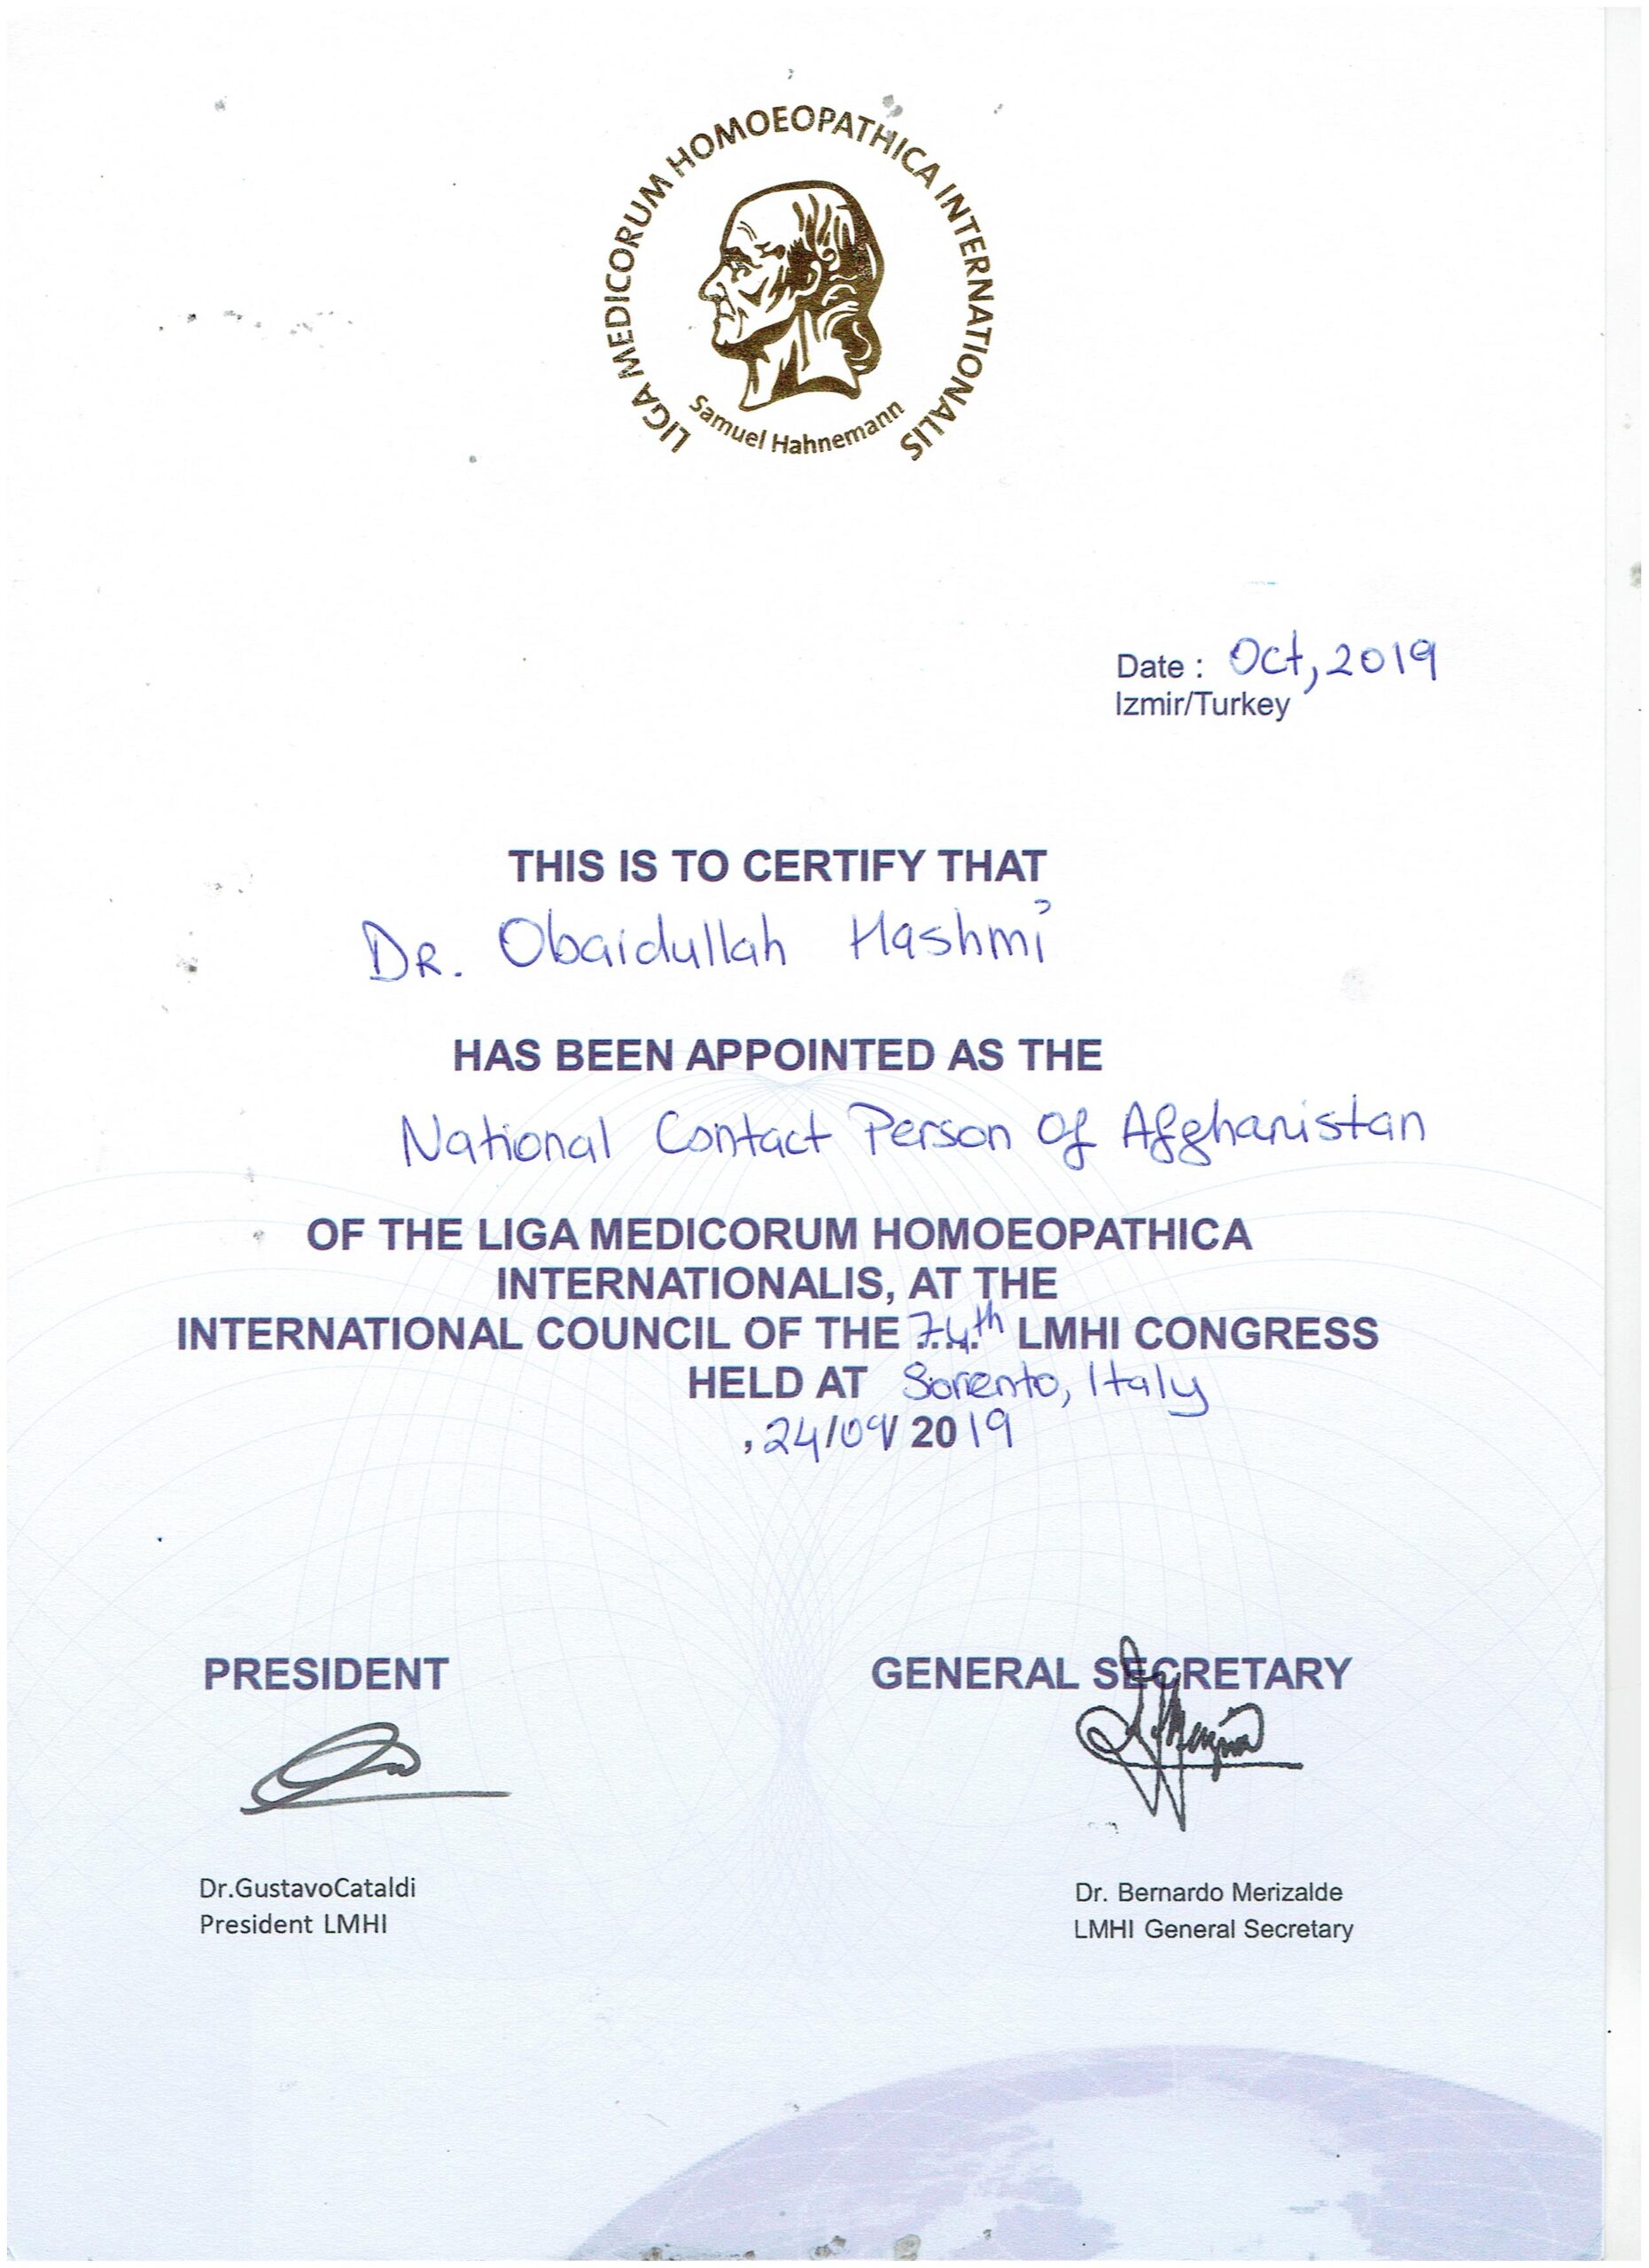 LIGA MEDICORUM HOMOEOPATHICA INTERNATIONALIS
Samuel Hahnemann
Date : Oct, 2019
Izmir/Turkey
THIS IS TO CERTIFY THAT
DR. Obaidullah Hashmi
HAS BEEN APPOINTED AS THE
National Contact Person Of Afghanistan
OF THE LIGA MEDICORUM HOMOEOPATHICA
INTERNATIONALIS, AT THE
INTERNATIONAL COUNCIL OF THE 74th LMHI CONGRESS
HELD AT Sorrento, Italy
, 24/09/ 2019
PRESIDENT
GENERAL SECRETARY
Dr.GustavoCataldi
President LMHI
Dr. Bernardo Merizalde
LMHI General Secretary